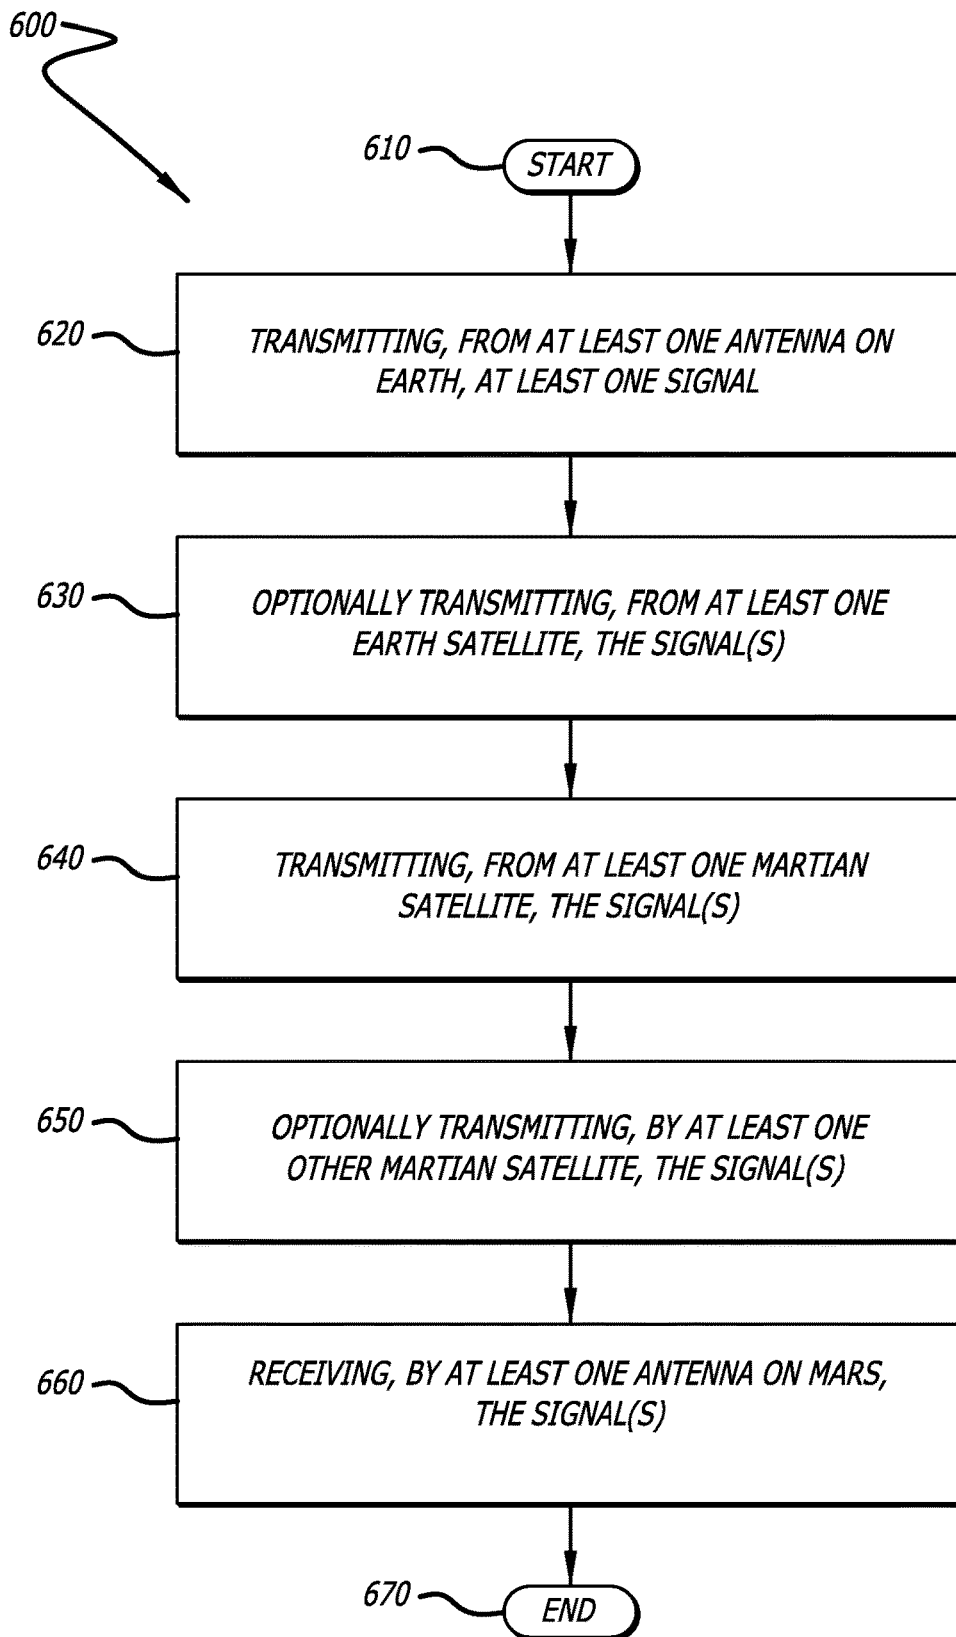 600
610
START
620
TRANSMITTING, FROM AT LEAST ONE ANTENNA ON
EARTH, AT LEAST ONE SIGNAL
630
OPTIONALLY TRANSMITTING, FROM AT LEAST ONE
EARTH SATELLITE, THE SIGNAL(S)
640
TRANSMITTING, FROM AT LEAST ONE MARTIAN
SATELLITE, THE SIGNAL(S)
650
OPTIONALLY TRANSMITTING, BY AT LEAST ONE
OTHER MARTIAN SATELLITE, THE SIGNAL(S)
660
RECEIVING, BY AT LEAST ONE ANTENNA ON MARS,
THE SIGNAL(S)
670
END